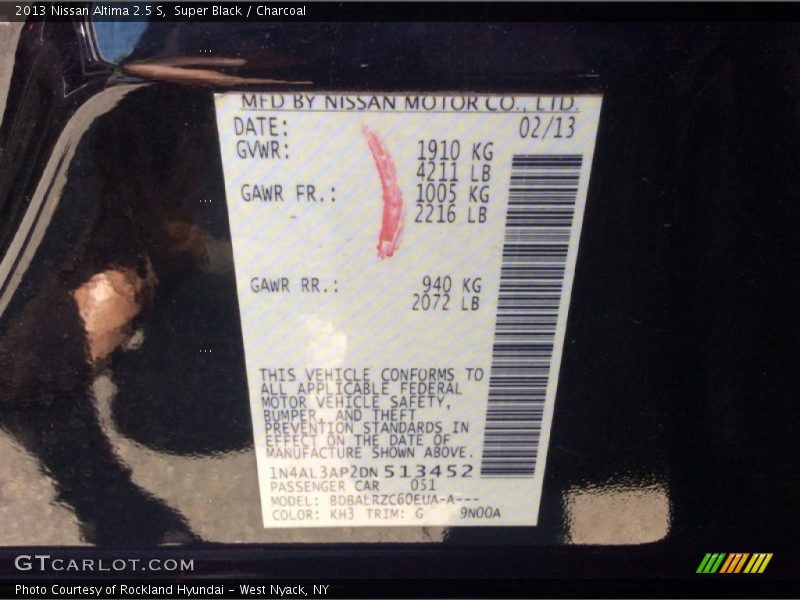 2013 Nissan Altima 2.5 S, Super Black / Charcoal
MFD BY NISSAN MOTOR CO., LTD.
DATE: 02/13
GVWR: 1910 KG
4211 LB
GAWR FR.: 1005 KG
2216 LB
GAWR RR.: 940 KG
2072 LB
THIS VEHICLE CONFORMS TO
ALL APPLICABLE FEDERAL
MOTOR VEHICLE SAFETY,
BUMPER, AND THEFT
PREVENTION STANDARDS IN
EFFECT ON THE DATE OF
MANUFACTURE SHOWN ABOVE.
1N4AL3AP2DN 513452
PASSENGER CAR 051
MODEL: BDBALRZC60EUA-A---
COLOR: KH3 TRIM: G 9N00A
GTCARLOT.COM
Photo Courtesy of Rockland Hyundai - West Nyack, NY